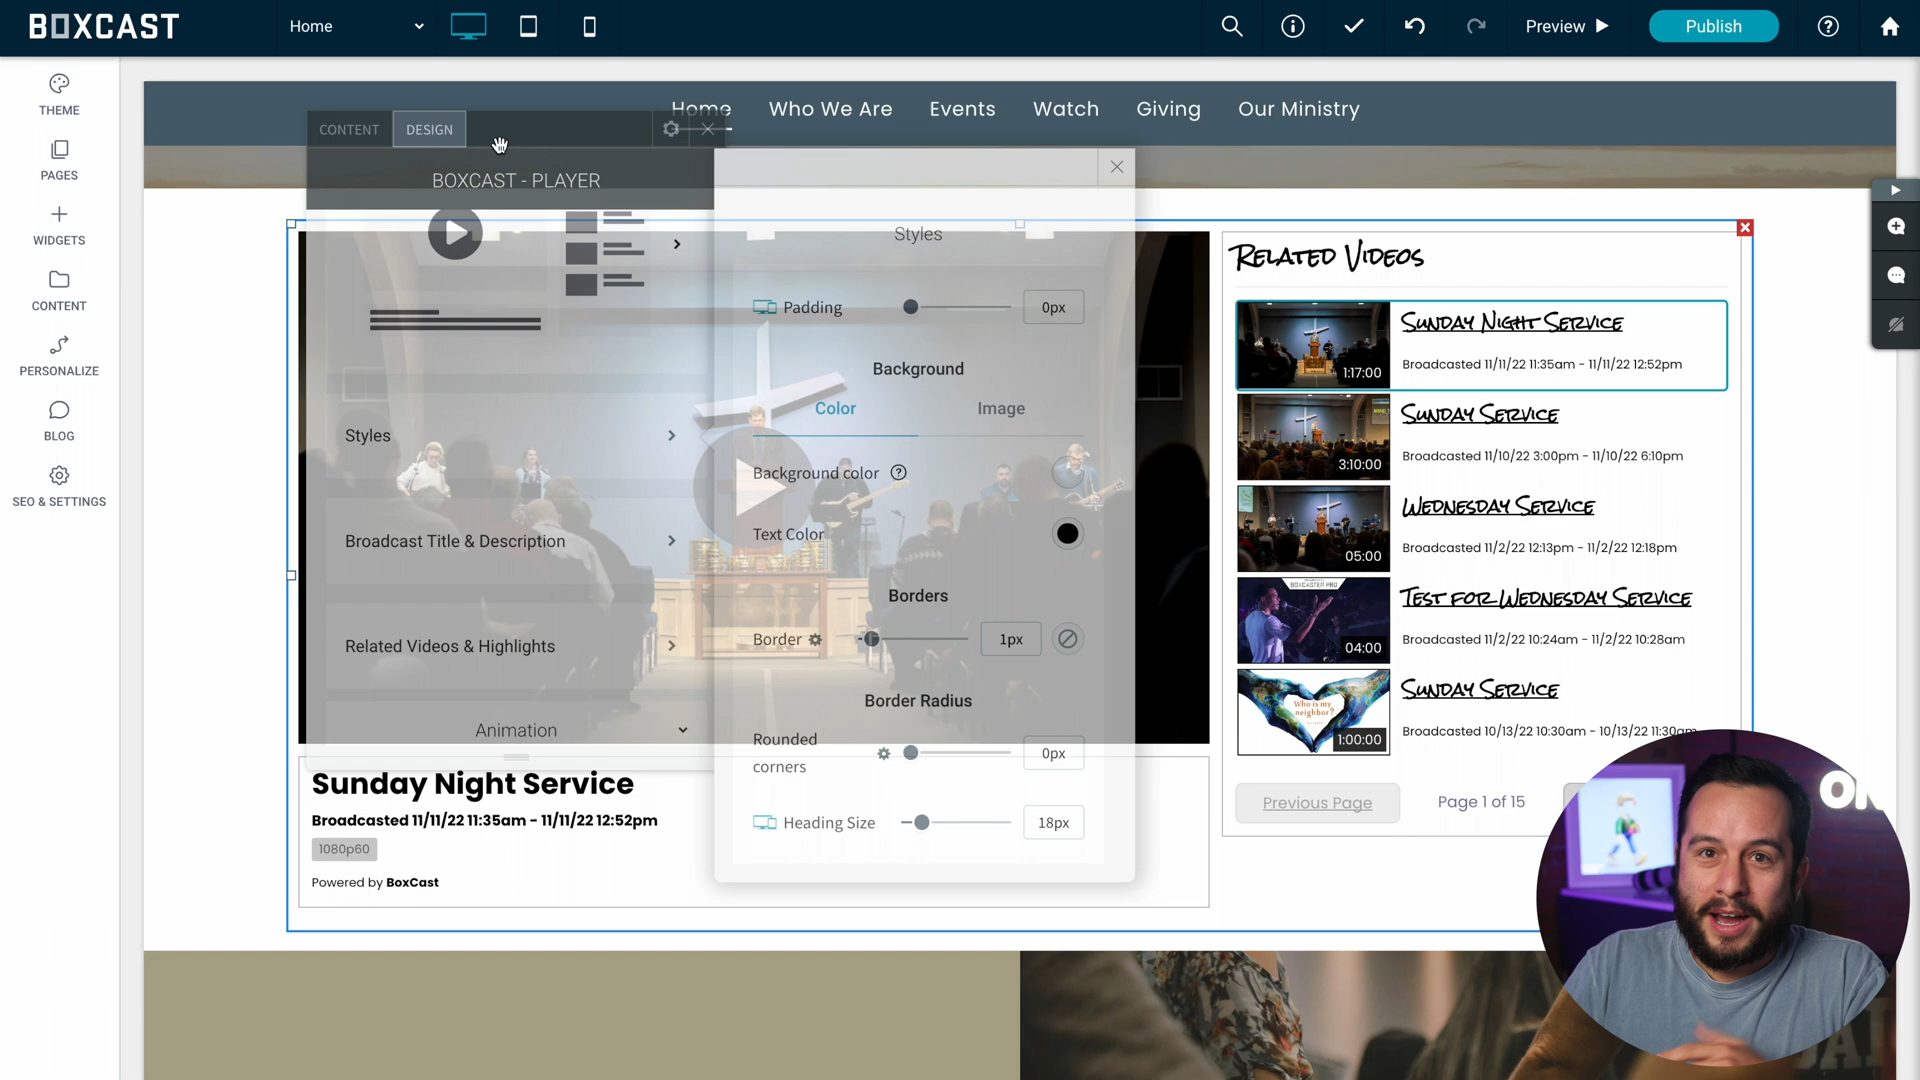 BOXCAST
Home
Preview
Publish
THEME
PAGES
WIDGETS
CONTENT
PERSONALIZE
BLOG
SEO & SETTINGS
Home Who We Are Events Watch Giving Our Ministry
CONTENT DESIGN
BOXCAST - PLAYER
Styles
Broadcast Title & Description
Related Videos & Highlights
Animation
Styles
Padding 0px
Background
Color Image
Background color
Text Color
Borders
Border 1px
Border Radius
Rounded corners 0px
Heading Size 18px
Sunday Night Service
Broadcasted 11/11/22 11:35am - 11/11/22 12:52pm
1080p60
Powered by BoxCast
Related Videos
Sunday Night Service
Broadcasted 11/11/22 11:35am - 11/11/22 12:52pm
1:17:00
Sunday Service
Broadcasted 11/10/22 3:00pm - 11/10/22 6:10pm
3:10:00
Wednesday Service
Broadcasted 11/2/22 12:13pm - 11/2/22 12:18pm
05:00
Test for Wednesday Service
Broadcasted 11/2/22 10:24am - 11/2/22 10:28am
04:00
Sunday Service
Broadcasted 10/13/22 10:30am - 10/13/22 11:30am
Who is my
neighbor?
1:00:00
Previous Page Page 1 of 15